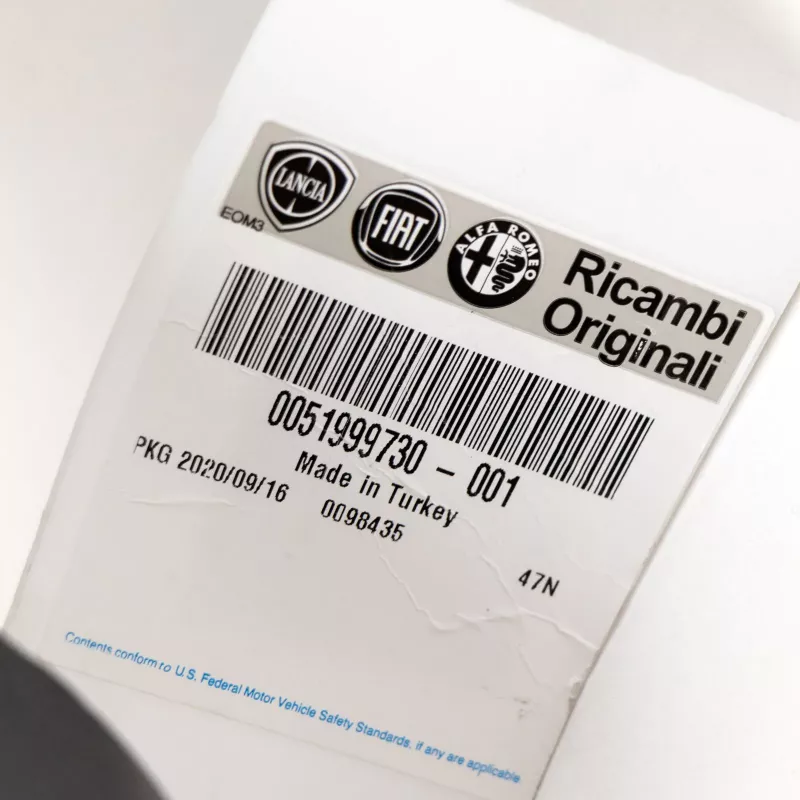 LANCIA
FIAT
ALFA ROMEO
Ricambi
Originali
EOM3
0051999730 - 001
Made in Turkey
PKG 2020/09/16 0098435
47N
Contents conform to U.S. Federal Motor Vehicle Safety Standards, if any are applicable